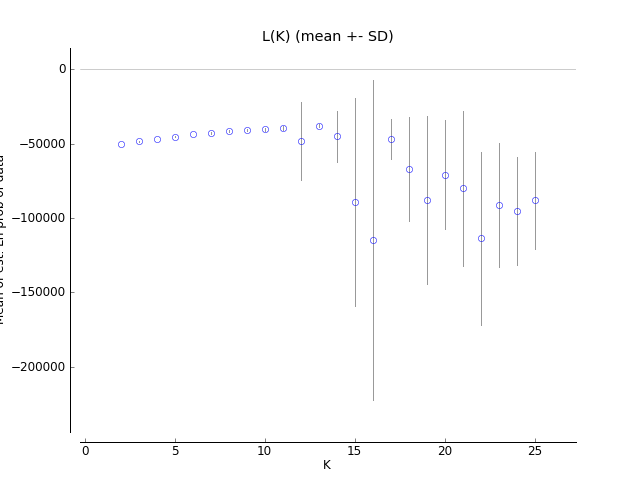 L(K) (mean +- SD)
0
−50000
−100000
−150000
−200000
Mean of est. Ln prob of data
0 5 10 15 20 25
K